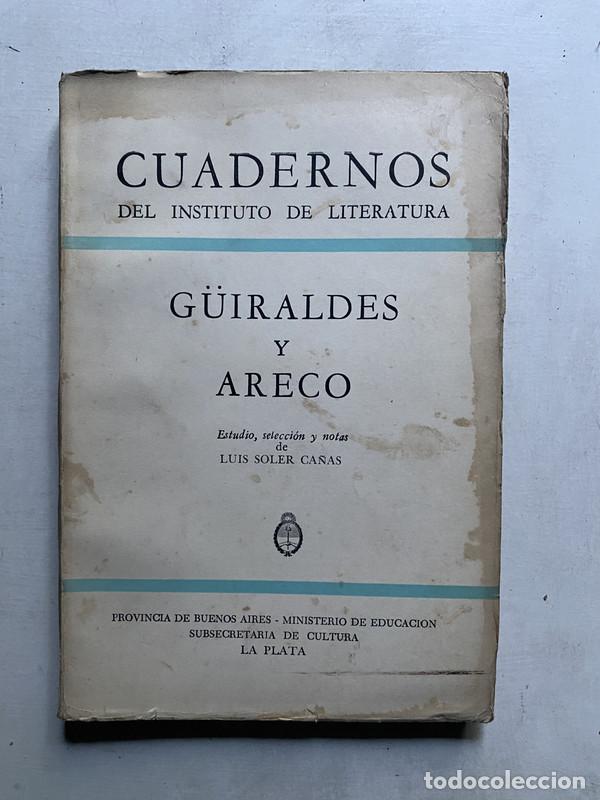 CUADERNOS
DEL INSTITUTO DE LITERATURA
GÜIRALDES
Y
ARECO
Estudio, selección y notas
de
LUIS SOLER CAÑAS
PROVINCIA DE BUENOS AIRES - MINISTERIO DE EDUCACION
SUBSECRETARIA DE CULTURA
LA PLATA
todocoleccion